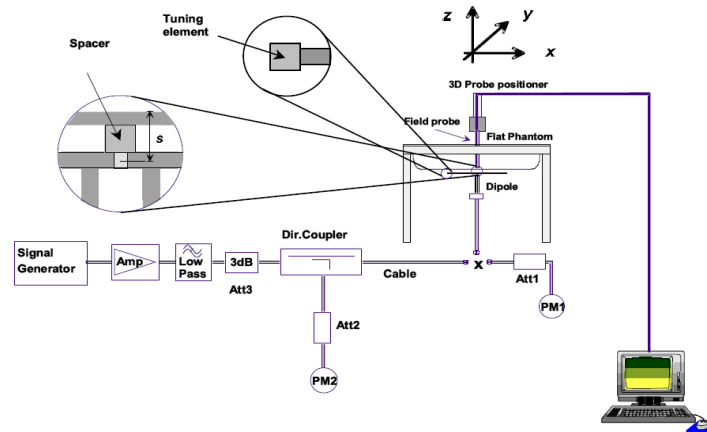 Tuning
element
z
y
x
Spacer
s
3D Probe positioner
Field probe
Flat Phantom
Dipole
Dir.Coupler
Signal
Generator
Amp
Low
Pass
3dB
Att3
Cable
x
Att1
PM1
Att2
PM2